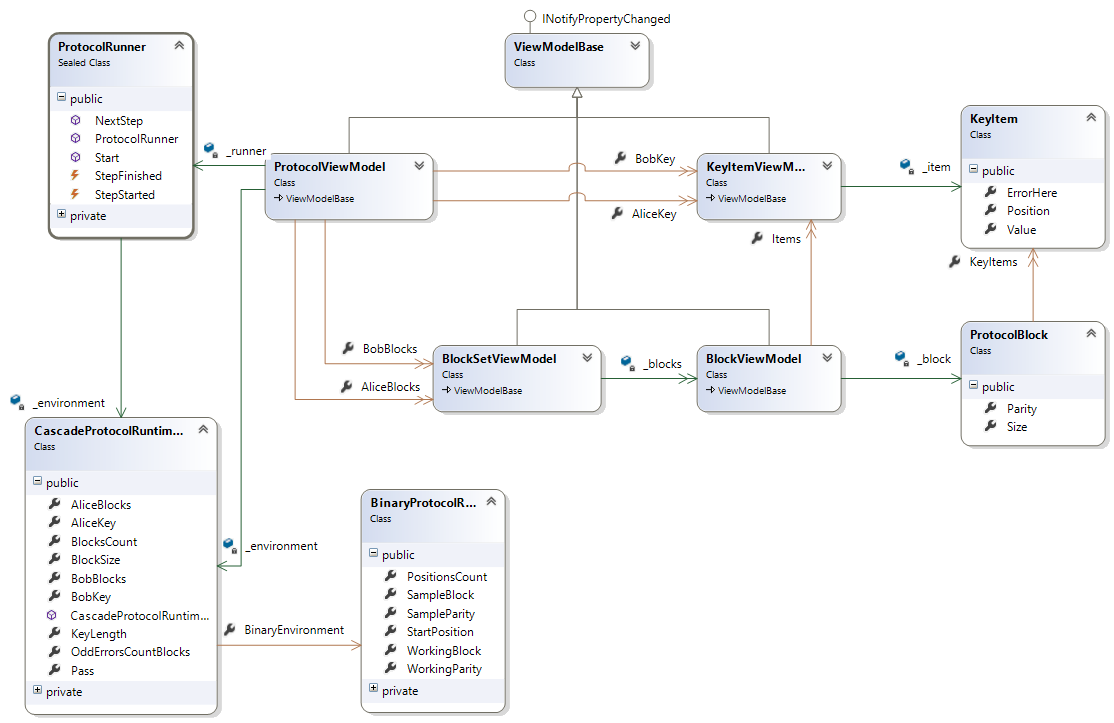 INotifyPropertyChanged
ViewModelBase
Class
ProtocolRunner
Sealed Class
public
NextStep
ProtocolRunner
Start
StepFinished
StepStarted
private
_runner
ProtocolViewModel
Class
ViewModelBase
BobKey
AliceKey
KeyItemViewM...
Class
ViewModelBase
_item
KeyItem
Class
public
ErrorHere
Position
Value
Items
KeyItems
BobBlocks
AliceBlocks
BlockSetViewModel
Class
ViewModelBase
_blocks
BlockViewModel
Class
ViewModelBase
_block
ProtocolBlock
Class
public
Parity
Size
_environment
CascadeProtocolRuntim...
Class
public
AliceBlocks
AliceKey
BlocksCount
BlockSize
BobBlocks
BobKey
CascadeProtocolRuntim...
KeyLength
OddErrorsCountBlocks
Pass
private
_environment
BinaryEnvironment
BinaryProtocolR...
Class
public
PositionsCount
SampleBlock
SampleParity
StartPosition
WorkingBlock
WorkingParity
private